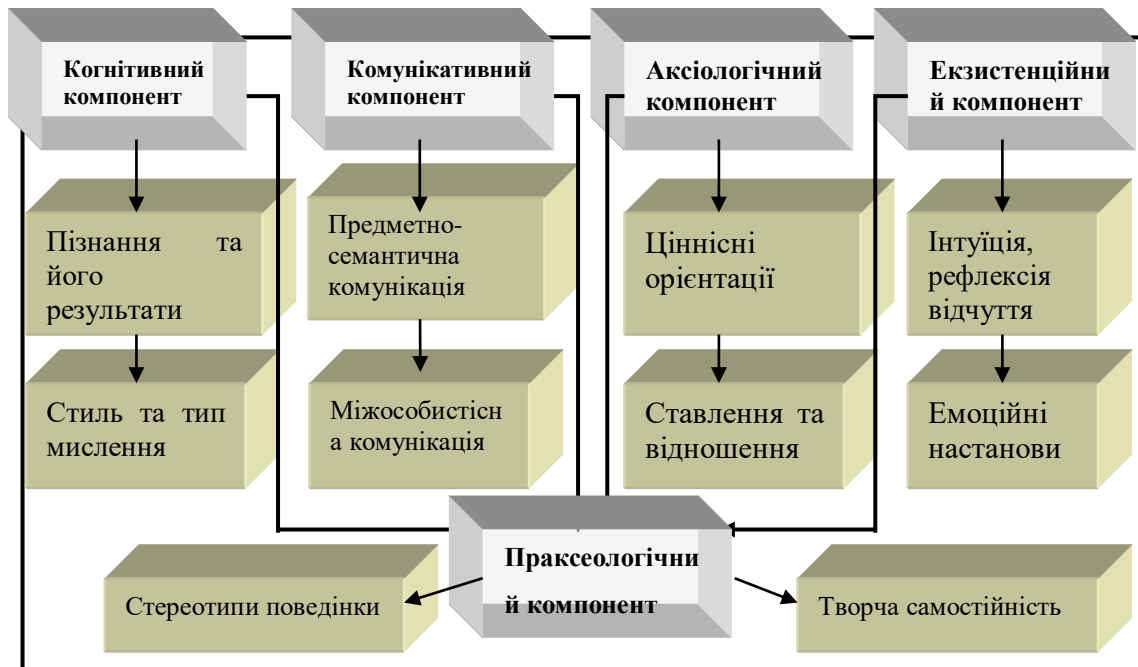 Когнітивний
компонент
Комунікативний
компонент
Аксіологічний
компонент
Екзистенційни
й компонент
Пізнання та
його
результати
Предметно-
семантична
комунікація
Ціннісні
орієнтації
Інтуїція,
рефлексія
відчуття
Стиль та тип
мислення
Міжособистісн
а комунікація
Ставлення та
відношення
Емоційні
настанови
Праксеологічни
й компонент
Стереотипи поведінки
Творча самостійність